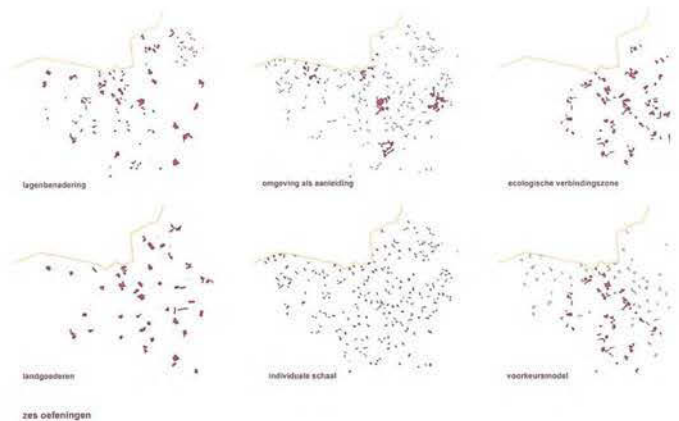 lagenbenadering
omgeving als aanleiding
ecologische verbindingszone
landgoederen
individuele schaal
voorkeursmodel
zes oefeningen